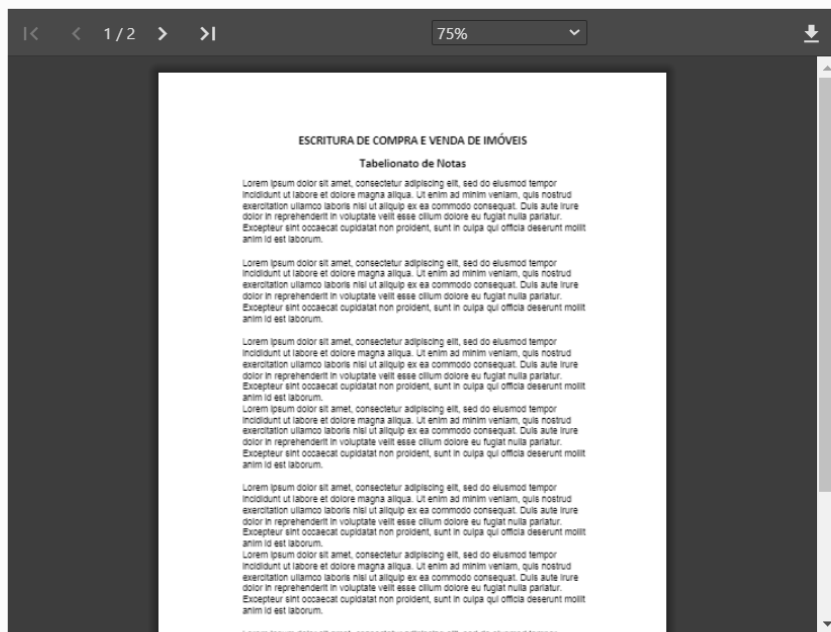 1 / 2
75%
ESCRITURA DE COMPRA E VENDA DE IMÓVEIS
Tabelionato de Notas
Lorem ipsum dolor sit amet, consectetur adipiscing elit, sed do eiusmod tempor
incididunt ut labore et dolore magna aliqua. Ut enim ad minim veniam, quis nostrud
exercitation ullamco laboris nisi ut aliquip ex ea commodo consequat. Duis aute irure
dolor in reprehenderit in voluptate velit esse cillum dolore eu fugiat nulla pariatur.
Excepteur sint occaecat cupidatat non proident, sunt in culpa qui officia deserunt mollit
anim id est laborum.
Lorem ipsum dolor sit amet, consectetur adipiscing elit, sed do eiusmod tempor
incididunt ut labore et dolore magna aliqua. Ut enim ad minim veniam, quis nostrud
exercitation ullamco laboris nisi ut aliquip ex ea commodo consequat. Duis aute irure
dolor in reprehenderit in voluptate velit esse cillum dolore eu fugiat nulla pariatur.
Excepteur sint occaecat cupidatat non proident, sunt in culpa qui officia deserunt mollit
anim id est laborum.
Lorem ipsum dolor sit amet, consectetur adipiscing elit, sed do eiusmod tempor
incididunt ut labore et dolore magna aliqua. Ut enim ad minim veniam, quis nostrud
exercitation ullamco laboris nisi ut aliquip ex ea commodo consequat. Duis aute irure
dolor in reprehenderit in voluptate velit esse cillum dolore eu fugiat nulla pariatur.
Excepteur sint occaecat cupidatat non proident, sunt in culpa qui officia deserunt mollit
anim id est laborum.
Lorem ipsum dolor sit amet, consectetur adipiscing elit, sed do eiusmod tempor
incididunt ut labore et dolore magna aliqua. Ut enim ad minim veniam, quis nostrud
exercitation ullamco laboris nisi ut aliquip ex ea commodo consequat. Duis aute irure
dolor in reprehenderit in voluptate velit esse cillum dolore eu fugiat nulla pariatur.
Excepteur sint occaecat cupidatat non proident, sunt in culpa qui officia deserunt mollit
anim id est laborum.
Lorem ipsum dolor sit amet, consectetur adipiscing elit, sed do eiusmod tempor
incididunt ut labore et dolore magna aliqua. Ut enim ad minim veniam, quis nostrud
exercitation ullamco laboris nisi ut aliquip ex ea commodo consequat. Duis aute irure
dolor in reprehenderit in voluptate velit esse cillum dolore eu fugiat nulla pariatur.
Excepteur sint occaecat cupidatat non proident, sunt in culpa qui officia deserunt mollit
anim id est laborum.
Lorem ipsum dolor sit amet, consectetur adipiscing elit, sed do eiusmod tempor
incididunt ut labore et dolore magna aliqua. Ut enim ad minim veniam, quis nostrud
exercitation ullamco laboris nisi ut aliquip ex ea commodo consequat. Duis aute irure
dolor in reprehenderit in voluptate velit esse cillum dolore eu fugiat nulla pariatur.
Excepteur sint occaecat cupidatat non proident, sunt in culpa qui officia deserunt mollit
anim id est laborum.